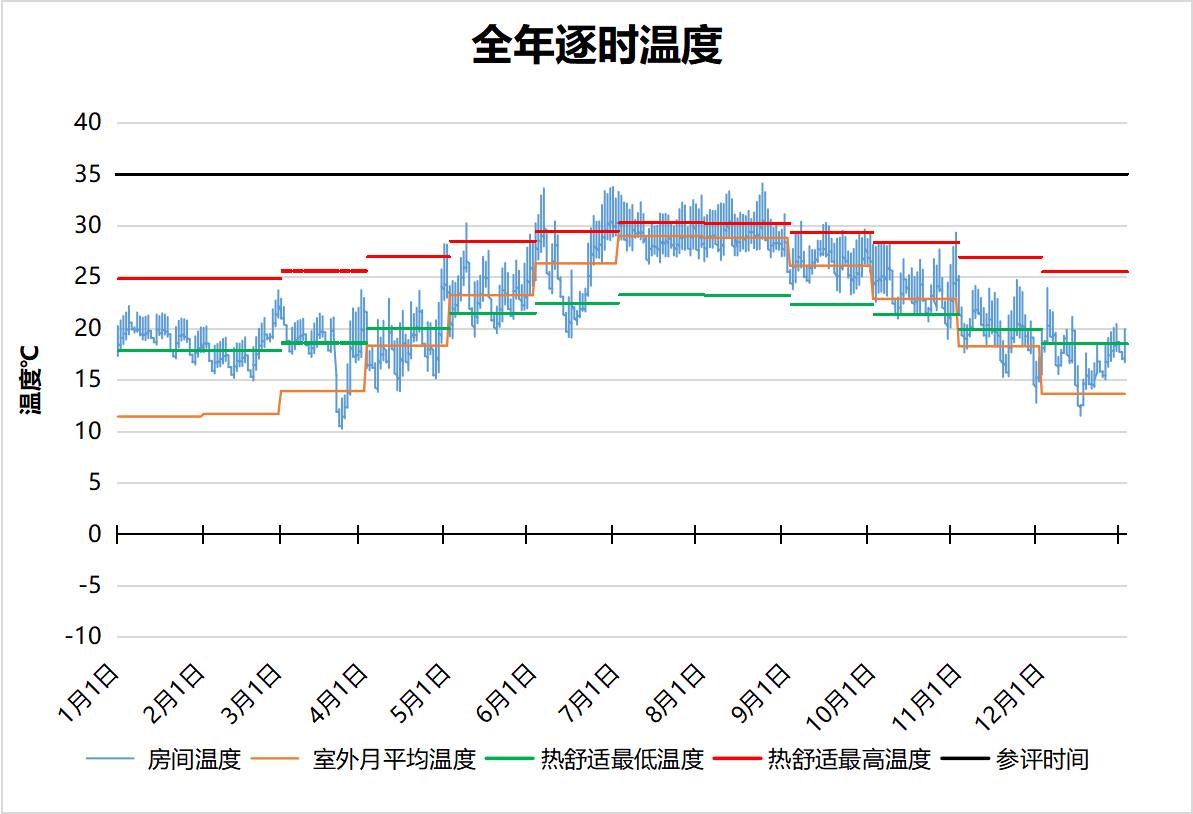 全年逐时温度
温度℃
40
35
30
25
20
15
10
5
0
-5
-10
1月1日
2月1日
3月1日
4月1日
5月1日
6月1日
7月1日
8月1日
9月1日
10月1日
11月1日
12月1日
房间温度 室外月平均温度 热舒适最低温度 热舒适最高温度 参评时间